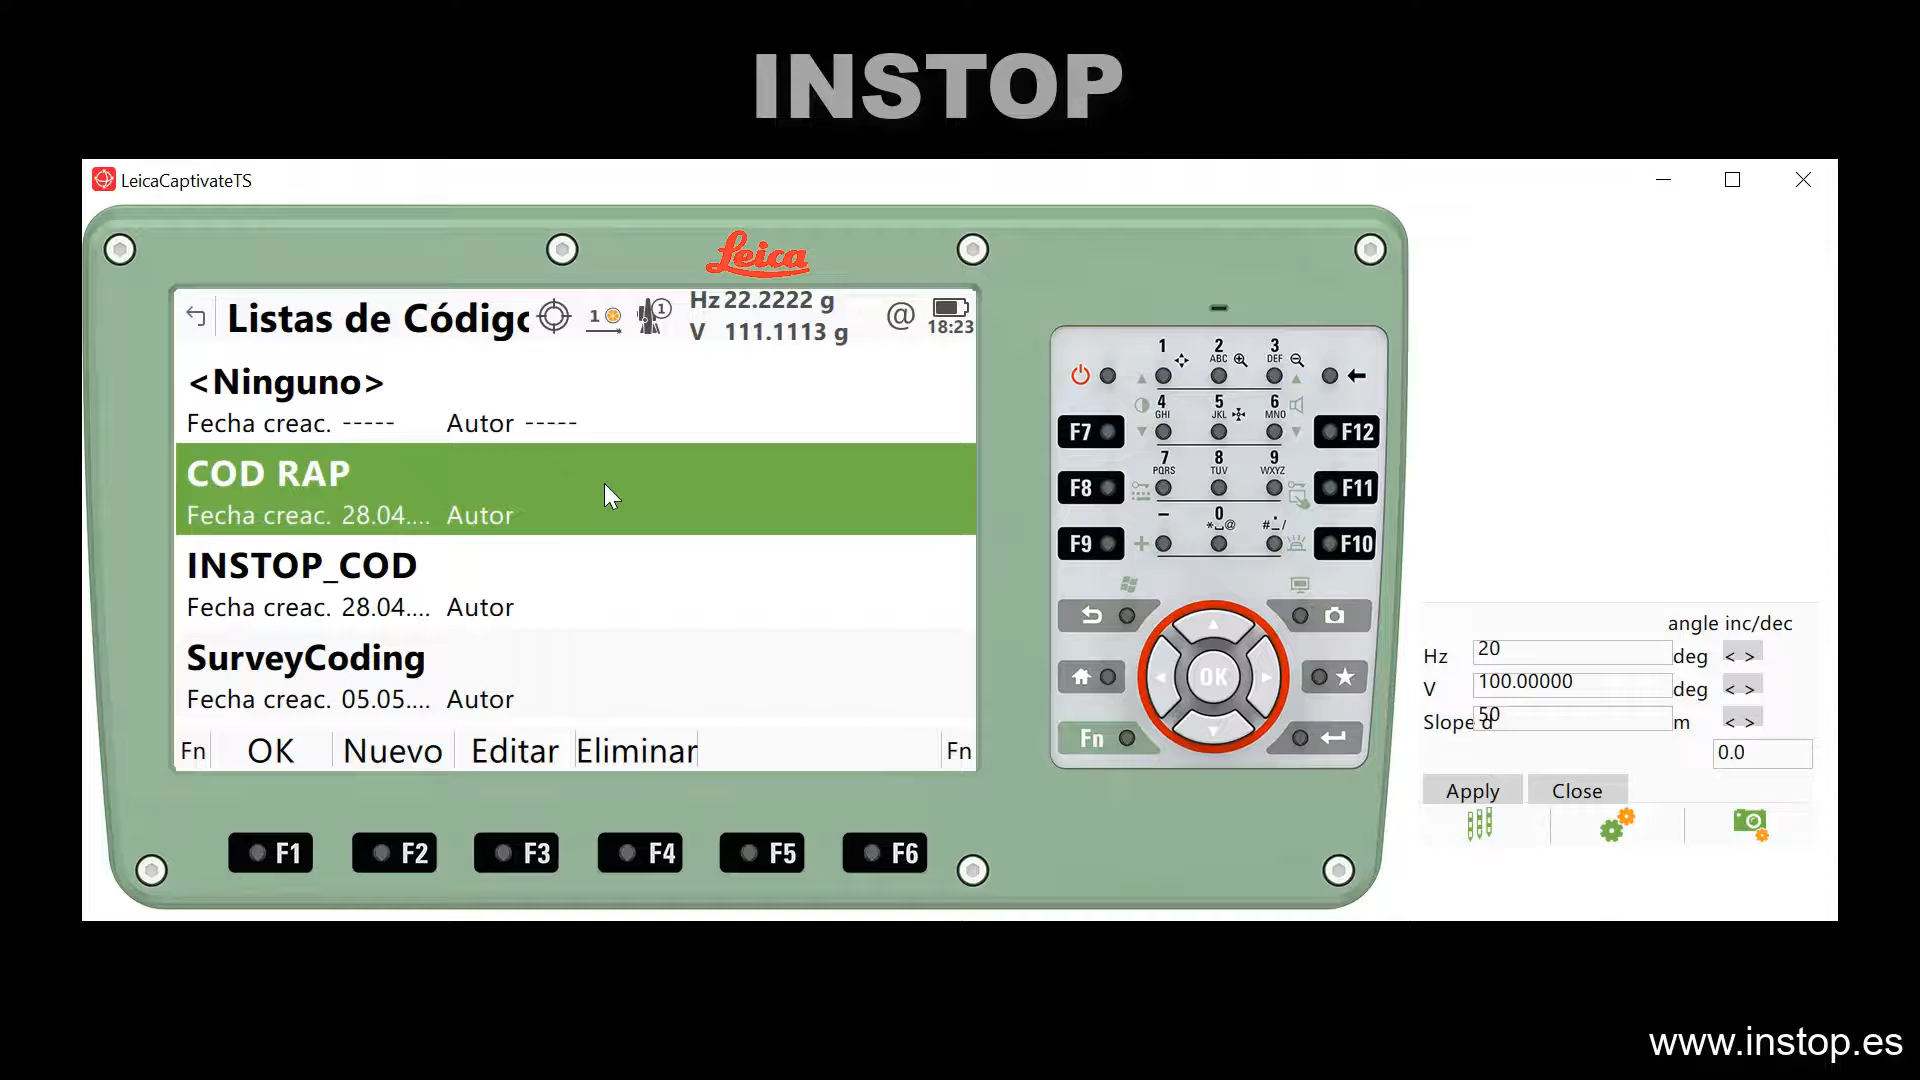 INSTOP
LeicaCaptivateTS
Leica
Listas de Código
1
1
Hz 22.2222 g
V 111.1113 g
@
18:23
<Ninguno>
Fecha creac. ----- Autor -----
COD RAP
Fecha creac. 28.04.... Autor
INSTOP_COD
Fecha creac. 28.04.... Autor
SurveyCoding
Fecha creac. 05.05.... Autor
Fn OK Nuevo Editar Eliminar Fn
F1 F2 F3 F4 F5 F6
1 2 ABC 3 DEF
4 GHI 5 JKL 6 MNO
F7 F12
7 PQRS 8 TUV 9 WXYZ
F8 F11
- 0 *␣@ #./
F9 + F10
OK
Fn
angle inc/dec
Hz 20 deg < >
V 100.00000 deg < >
Slope d 50 m < >
0.0
Apply Close
www.instop.es